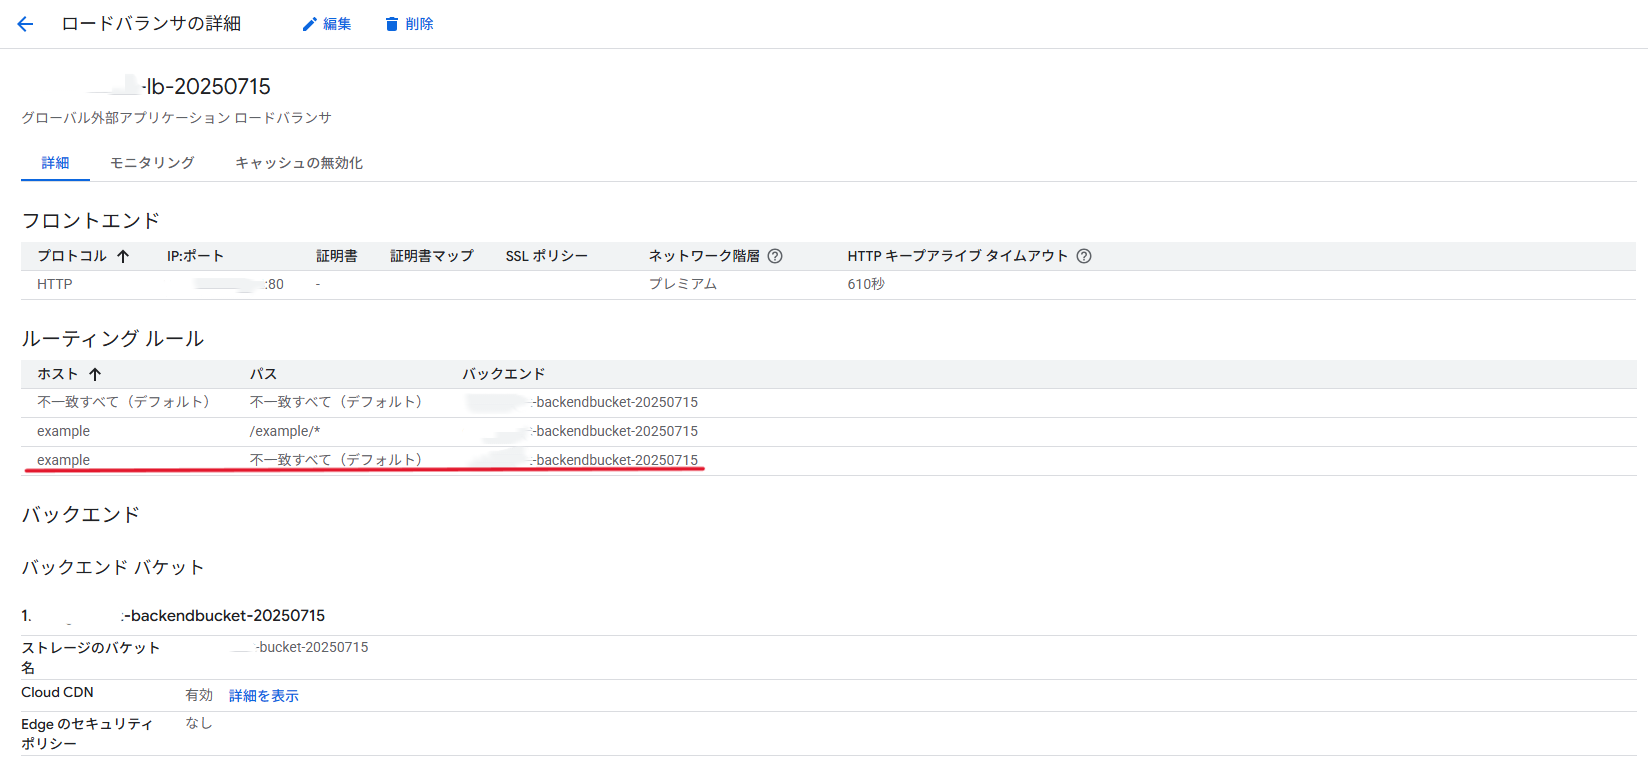 ロードバランサの詳細 編集 削除
-lb-20250715
グローバル外部アプリケーション ロードバランサ
詳細 モニタリング キャッシュの無効化
フロントエンド
プロトコル IP:ポート 証明書 証明書マップ SSL ポリシー ネットワーク階層 HTTP キープアライブ タイムアウト
HTTP :80 - プレミアム 610秒
ルーティング ルール
ホスト パス バックエンド
不一致すべて（デフォルト） 不一致すべて（デフォルト） -backendbucket-20250715
example /example/* -backendbucket-20250715
example 不一致すべて（デフォルト） -backendbucket-20250715
バックエンド
バックエンド バケット
1. -backendbucket-20250715
ストレージのバケット
名
-bucket-20250715
Cloud CDN 有効 詳細を表示
Edge のセキュリティ
ポリシー
なし